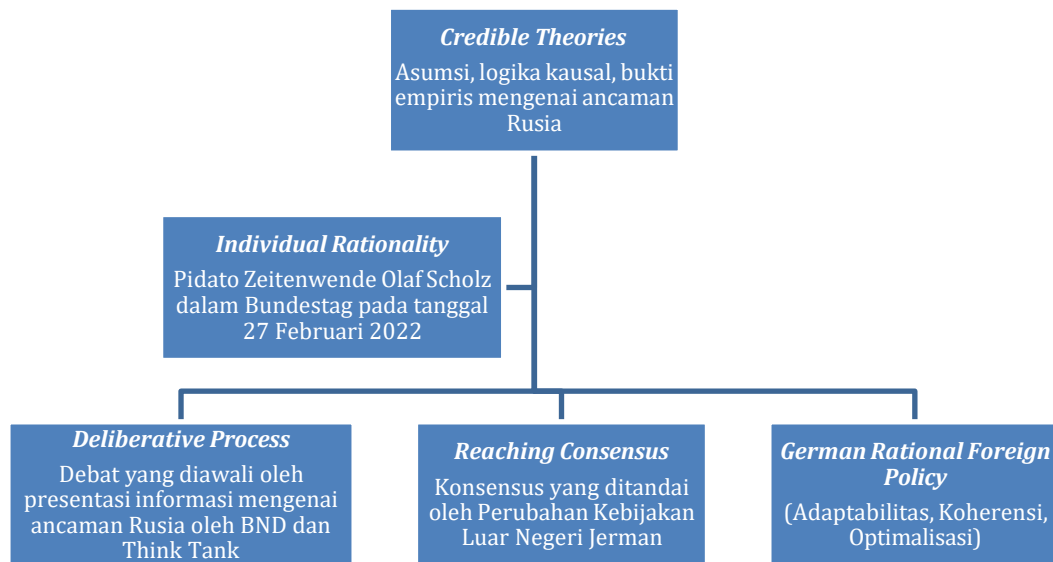 Credible Theories
Asumsi, logika kausal, bukti
empiris mengenai ancaman
Rusia
Individual Rationality
Pidato Zeitenwende Olaf Scholz
dalam Bundestag pada tanggal
27 Februari 2022
Deliberative Process
Debat yang diawali oleh
presentasi informasi mengenai
ancaman Rusia oleh BND dan
Think Tank
Reaching Consensus
Konsensus yang ditandai
oleh Perubahan Kebijakan
Luar Negeri Jerman
German Rational Foreign
Policy
(Adaptabilitas, Koherensi,
Optimalisasi)